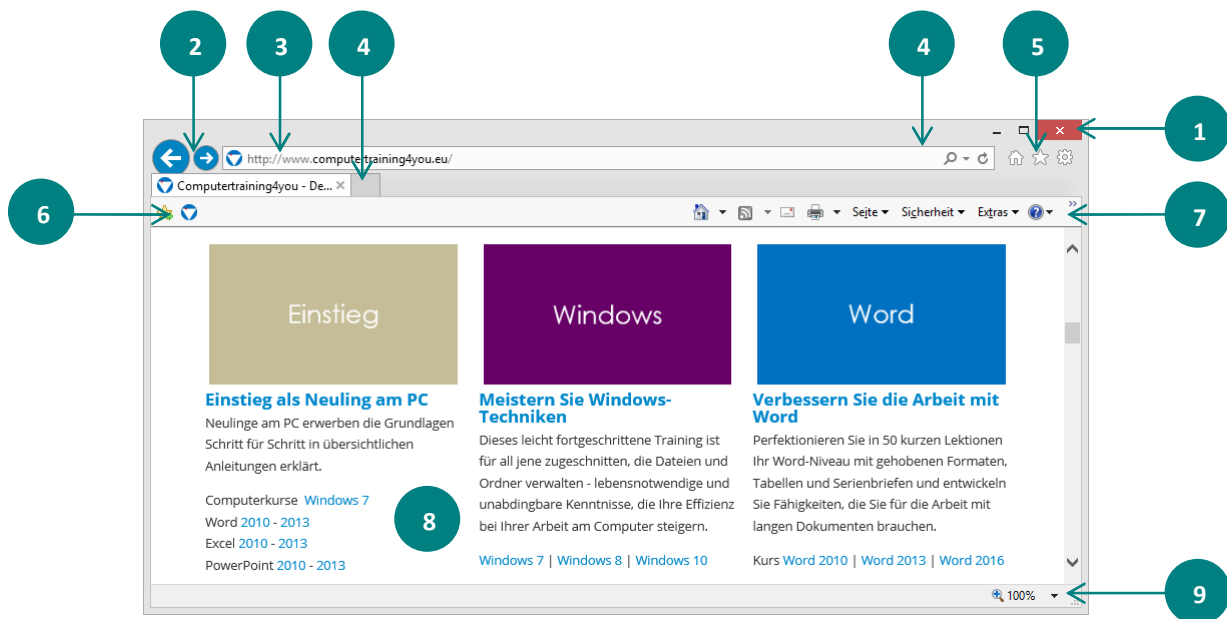 2
3
4
4
5
1
http://www.computertraining4you.eu/
Computertraining4you - De...
6
Seite
Sicherheit
Extras
7
Einstieg
Windows
Word
Einstieg als Neuling am PC
Neulinge am PC erwerben die Grundlagen
Schritt für Schritt in übersichtlichen
Anleitungen erklärt.
Computerkurse Windows 7
Word 2010 - 2013
Excel 2010 - 2013
PowerPoint 2010 - 2013
8
Meistern Sie Windows-
Techniken
Dieses leicht fortgeschrittene Training ist
für all jene zugeschnitten, die Dateien und
Ordner verwalten - lebensnotwendige und
unabdingbare Kenntnisse, die Ihre Effizienz
bei Ihrer Arbeit am Computer steigern.
Windows 7 | Windows 8 | Windows 10
Verbessern Sie die Arbeit mit
Word
Perfektionieren Sie in 50 kurzen Lektionen
Ihr Word-Niveau mit gehobenen Formaten,
Tabellen und Serienbriefen und entwickeln
Sie Fähigkeiten, die Sie für die Arbeit mit
langen Dokumenten brauchen.
Kurs Word 2010 | Word 2013 | Word 2016
100%
9